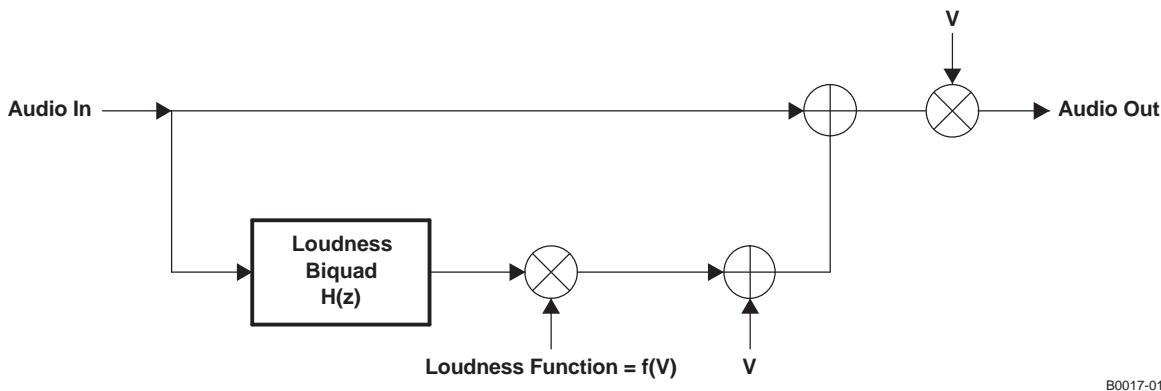 V
Audio In
Audio Out
Loudness
Biquad
H(z)
Loudness Function = f(V)
V
B0017-01